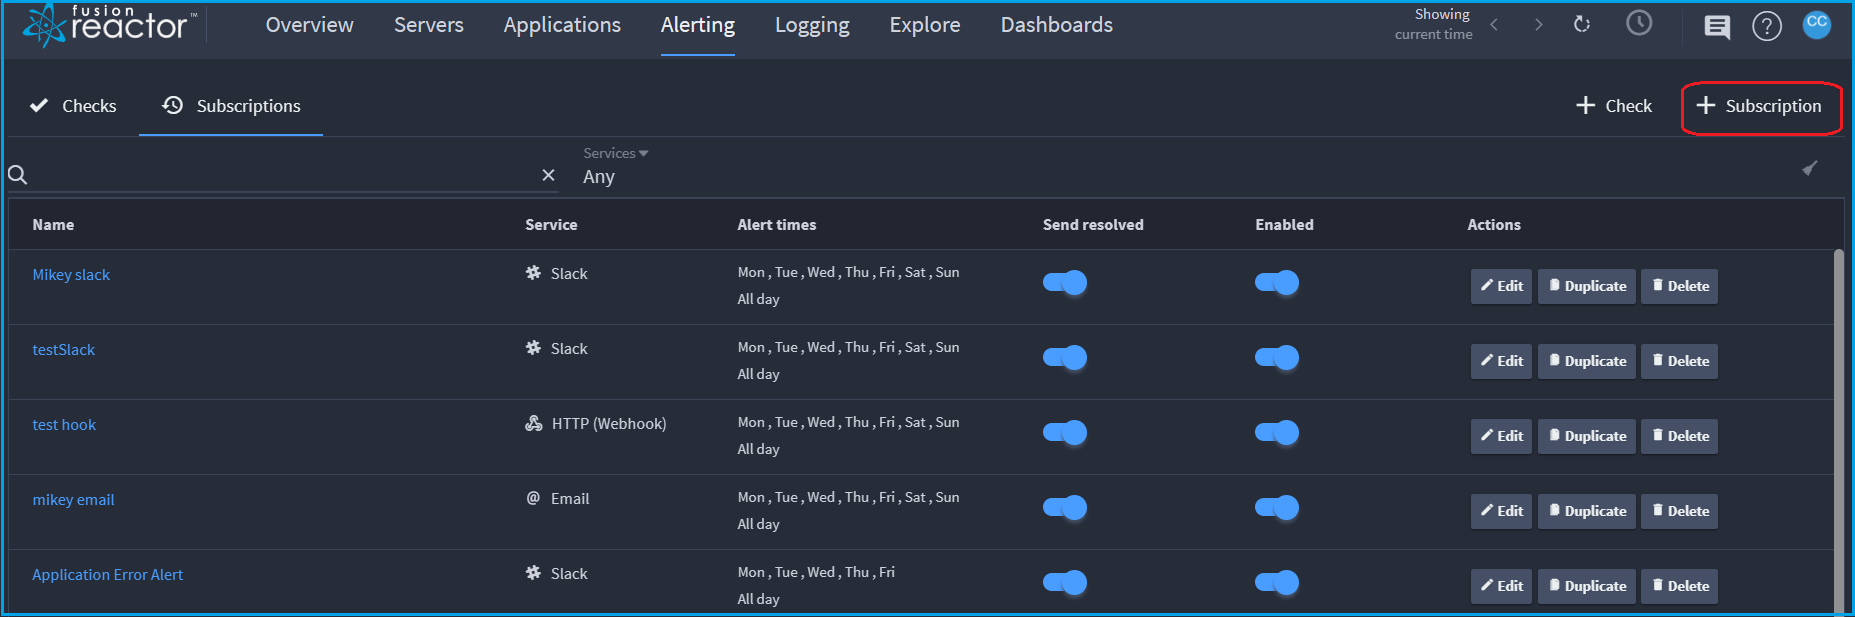 fusion
reactor™
Overview Servers Applications Alerting Logging Explore Dashboards
Showing
current time
? CC
Checks Subscriptions + Check + Subscription
Services
Any
Name Service Alert times Send resolved Enabled Actions
Mikey slack Slack Mon , Tue , Wed , Thu , Fri , Sat , Sun
All day
Edit Duplicate Delete
testSlack Slack Mon , Tue , Wed , Thu , Fri , Sat , Sun
All day
Edit Duplicate Delete
test hook HTTP (Webhook) Mon , Tue , Wed , Thu , Fri , Sat , Sun
All day
Edit Duplicate Delete
mikey email @ Email Mon , Tue , Wed , Thu , Fri , Sat , Sun
All day
Edit Duplicate Delete
Application Error Alert Slack Mon , Tue , Wed , Thu , Fri
All day
Edit Duplicate Delete